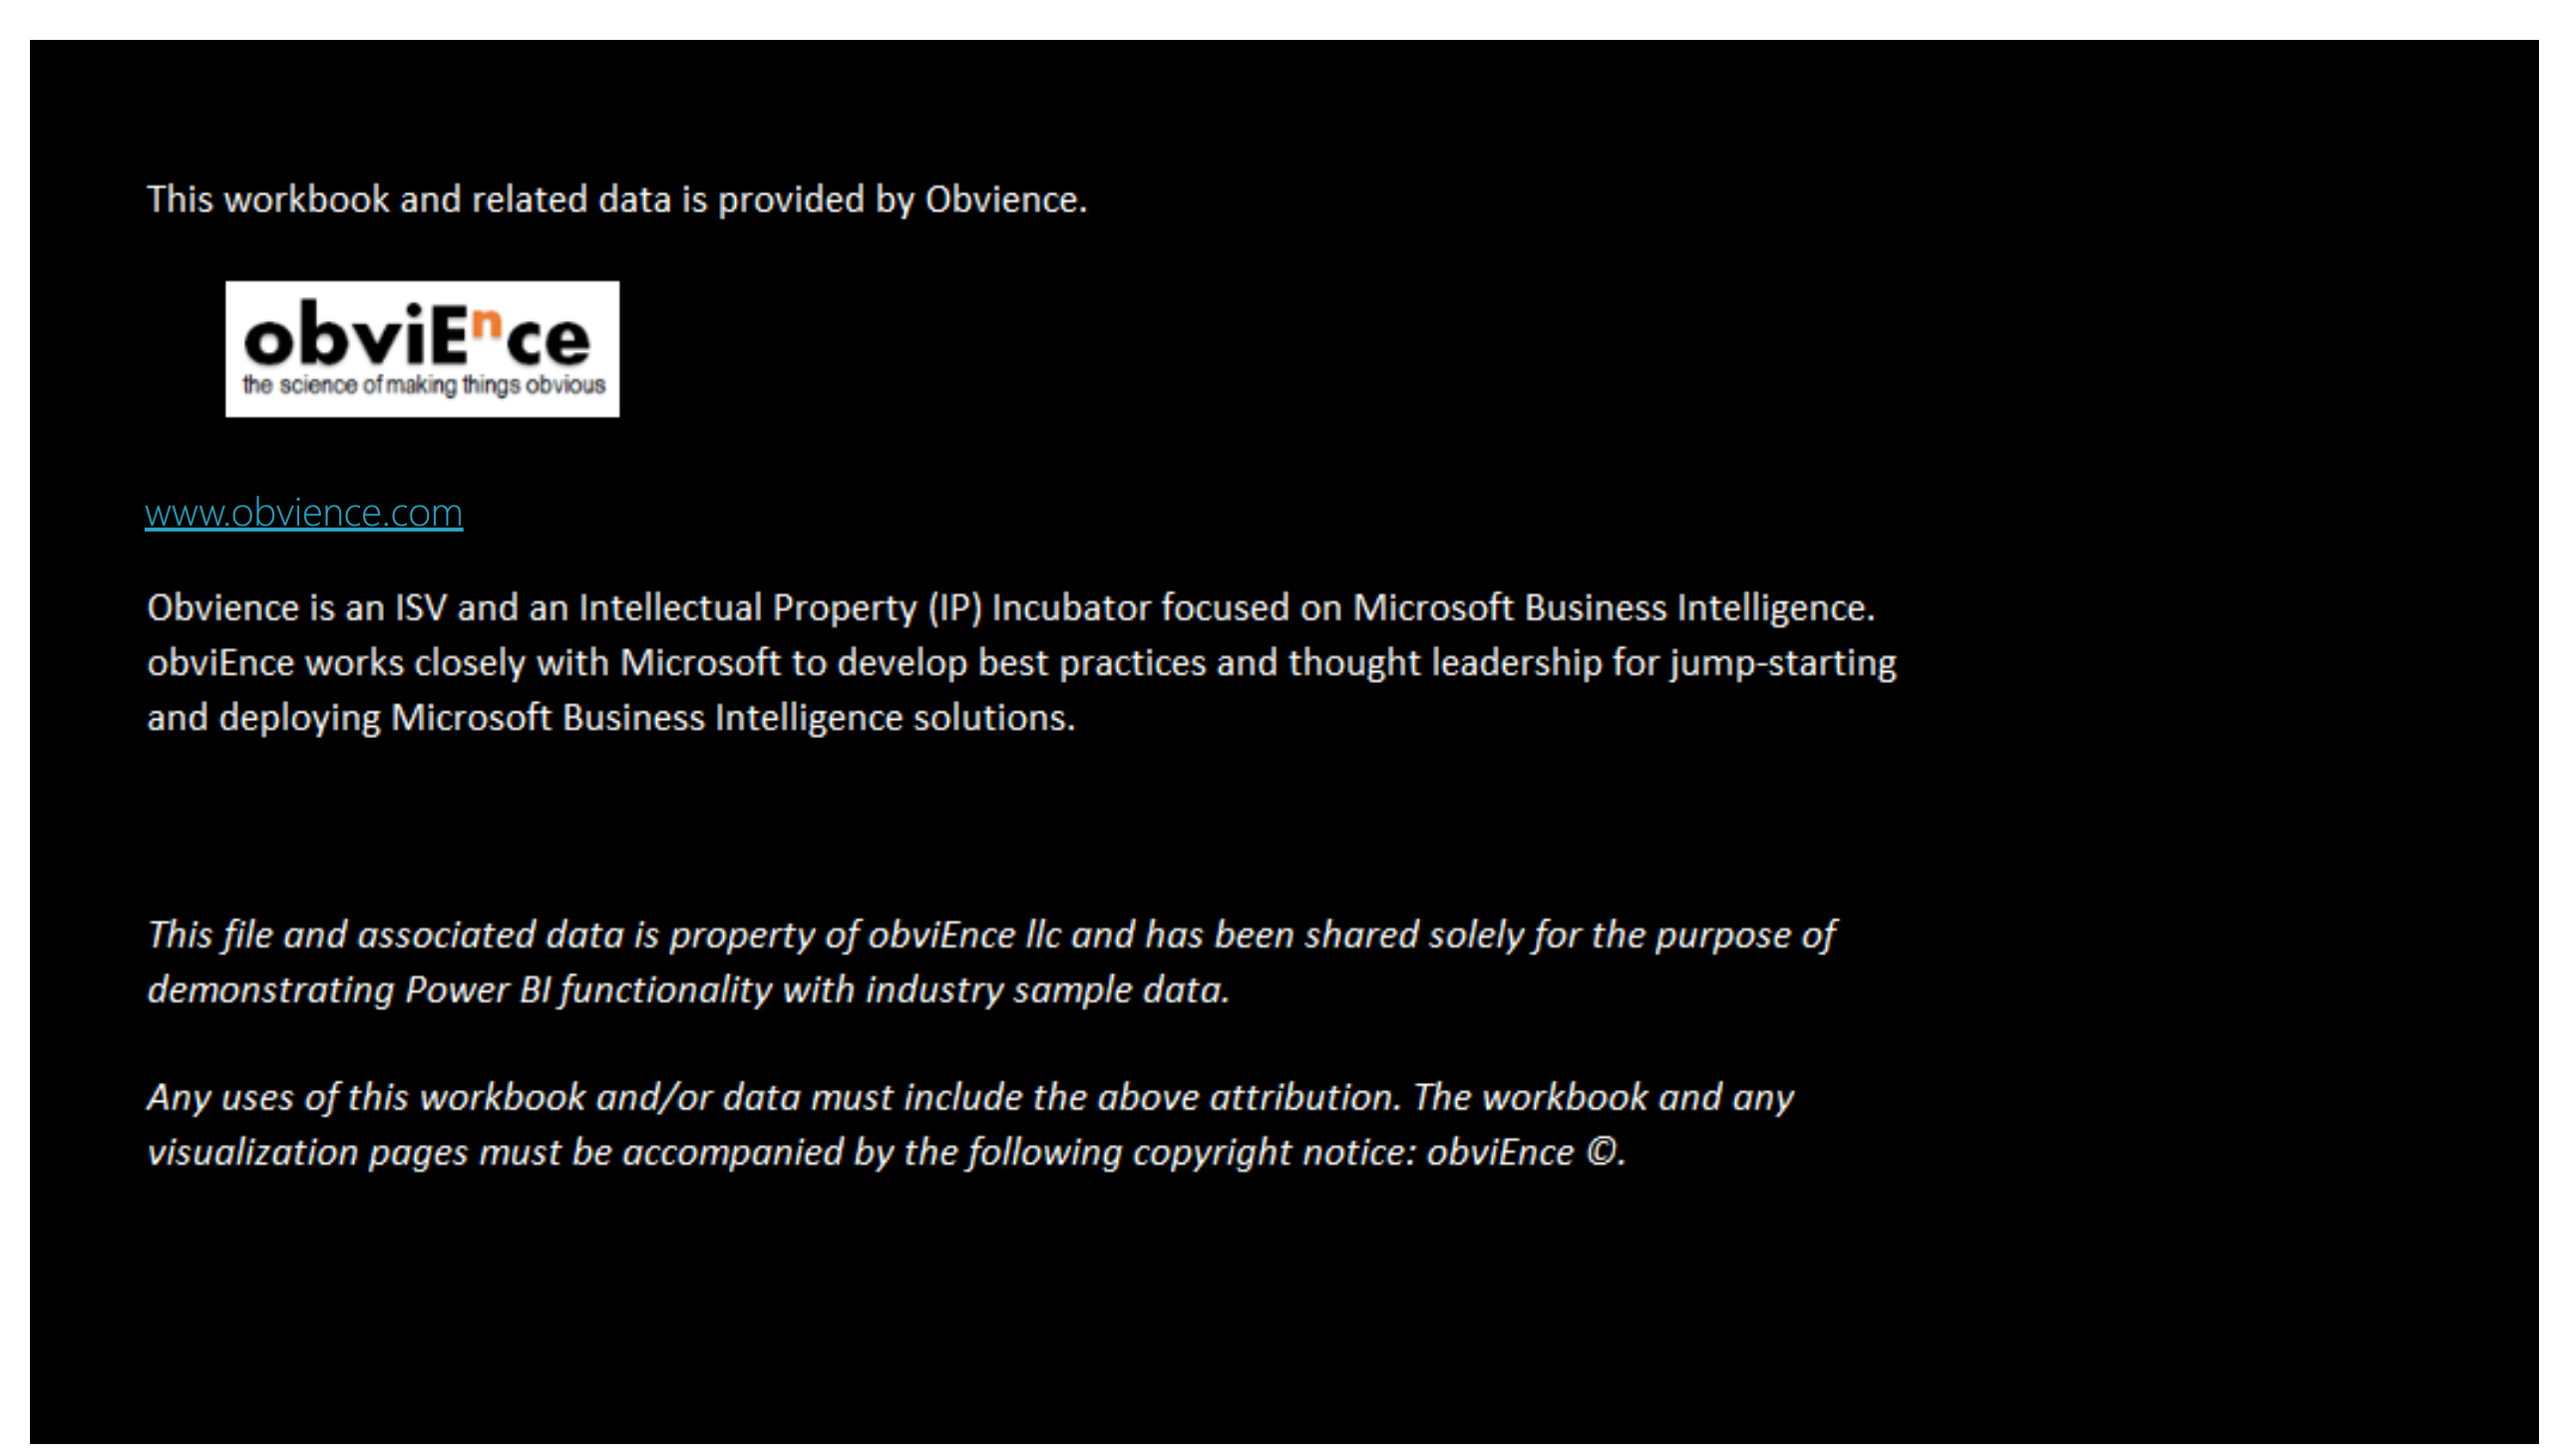 This workbook and related data is provided by Obvience.
obviEnce
the science of making things obvious
www.obvience.com
Obvience is an ISV and an Intellectual Property (IP) Incubator focused on Microsoft Business Intelligence.
obviEnce works closely with Microsoft to develop best practices and thought leadership for jump-starting
and deploying Microsoft Business Intelligence solutions.
This file and associated data is property of obviEnce llc and has been shared solely for the purpose of
demonstrating Power BI functionality with industry sample data.
Any uses of this workbook and/or data must include the above attribution. The workbook and any
visualization pages must be accompanied by the following copyright notice: obviEnce ©.